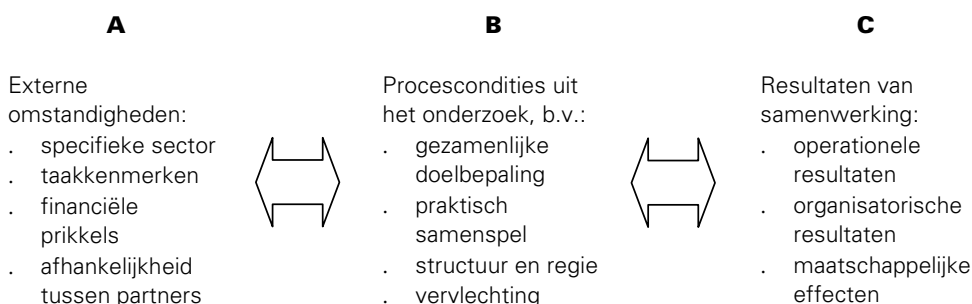 A
Externe
omstandigheden:
. specifieke sector
. taakkenmerken
. financiële
prikkels
. afhankelijkheid
tussen partners
B
Procescondities uit
het onderzoek, b.v.:
. gezamenlijke
doelbepaling
. praktisch
samenspel
. structuur en regie
. vervlechting
C
Resultaten van
samenwerking:
. operationele
resultaten
. organisatorische
resultaten
. maatschappelijke
effecten